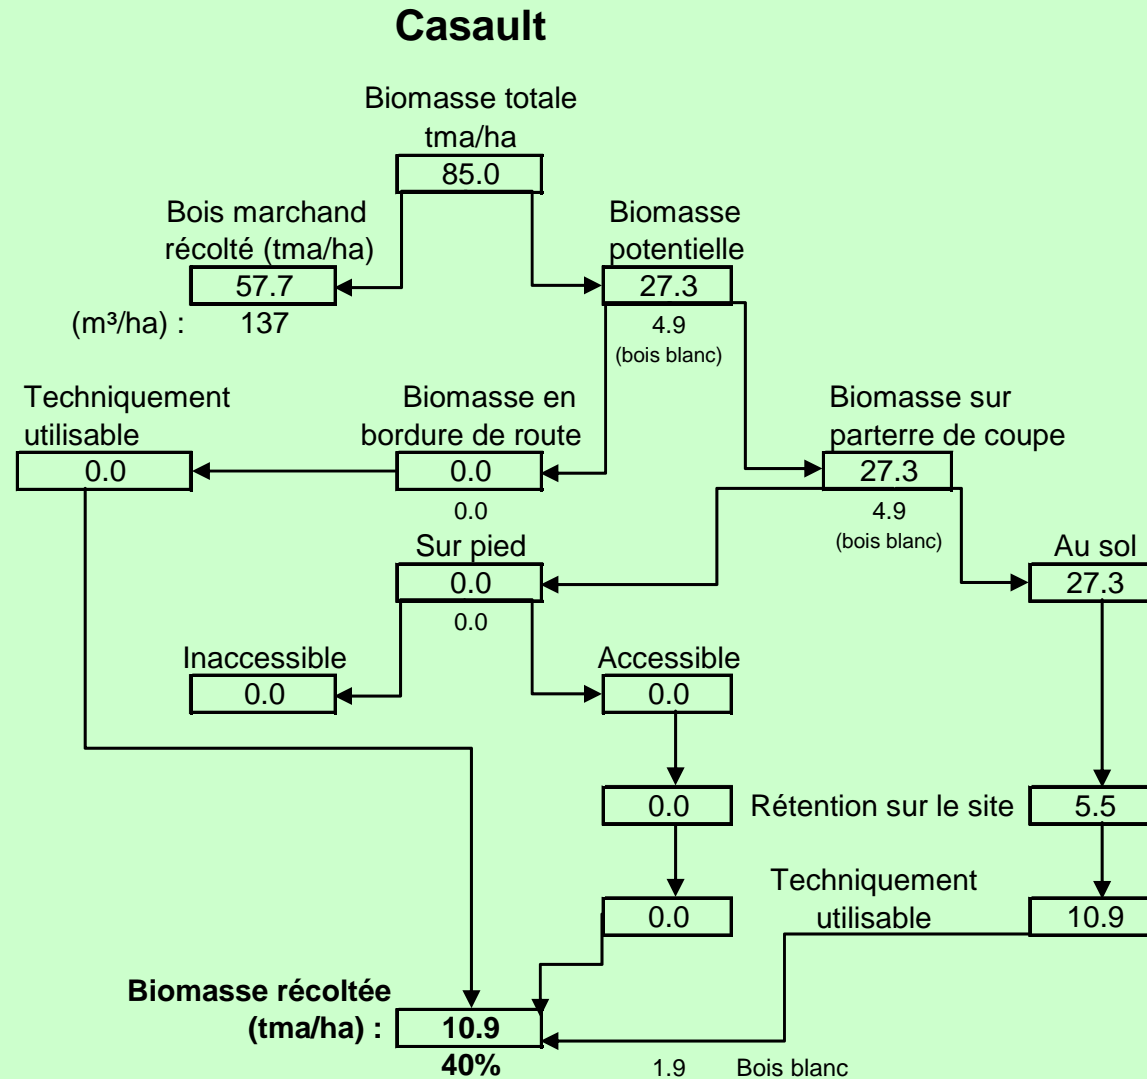 Casault
Biomasse totale
tma/ha
85.0
Bois marchand
récolté (tma/ha)
57.7
(m³/ha) : 137
Biomasse
potentielle
27.3
4.9
(bois blanc)
Techniquement
utilisable
0.0
Biomasse en
bordure de route
0.0
0.0
Biomasse sur
parterre de coupe
27.3
4.9
(bois blanc)
Sur pied
0.0
0.0
Au sol
27.3
Inaccessible
0.0
Accessible
0.0
0.0 Rétention sur le site 5.5
Techniquement
utilisable
0.0 10.9
Biomasse récoltée
(tma/ha) : 10.9
40% 1.9 Bois blanc